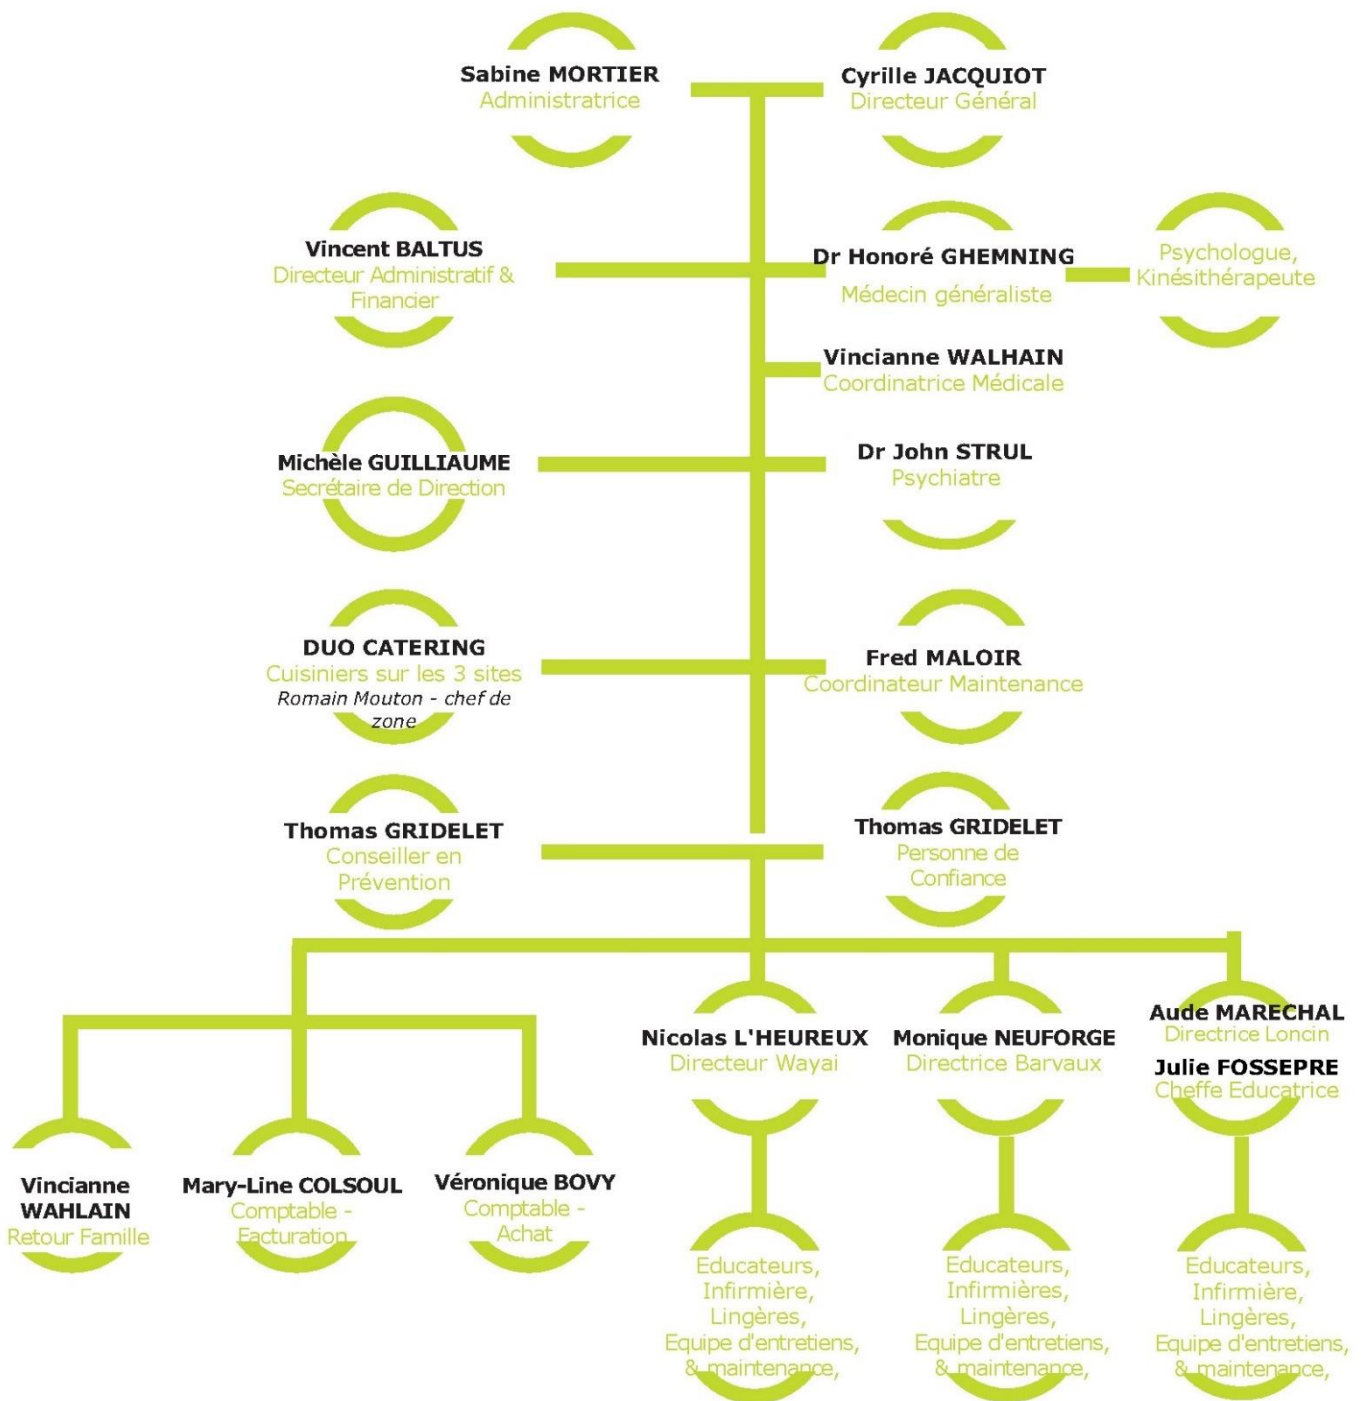 Sabine MORTIER
Administratrice
Cyrille JACQUIOT
Directeur Général
Vincent BALTUS
Directeur Administratif &
Financier
Dr Honoré GHEMNING
Médecin généraliste
Psychologue,
Kinésithérapeute
Vincianne WALHAIN
Coordinatrice Médicale
Michèle GUILLIAUME
Secrétaire de Direction
Dr John STRUL
Psychiatre
DUO CATERING
Cuisiniers sur les 3 sites
Romain Mouton - chef de
zone
Fred MALOIR
Coordinateur Maintenance
Thomas GRIDELET
Conseiller en
Prévention
Thomas GRIDELET
Personne de
Confiance
Nicolas L'HEUREUX
Directeur Wayai
Monique NEUFORGE
Directrice Barvaux
Aude MARECHAL
Directrice Loncin
Julie FOSSEPRE
Cheffe Educatrice
Vincianne
WAHLAIN
Retour Famille
Mary-Line COLSOUL
Comptable -
Facturation
Véronique BOVY
Comptable -
Achat
Educateurs,
Infirmière,
Lingères,
Equipe d'entretiens,
& maintenance,
Educateurs,
Infirmières,
Lingères,
Equipe d'entretiens,
& maintenance,
Educateurs,
Infirmière,
Lingères,
Equipe d'entretiens,
& maintenance,